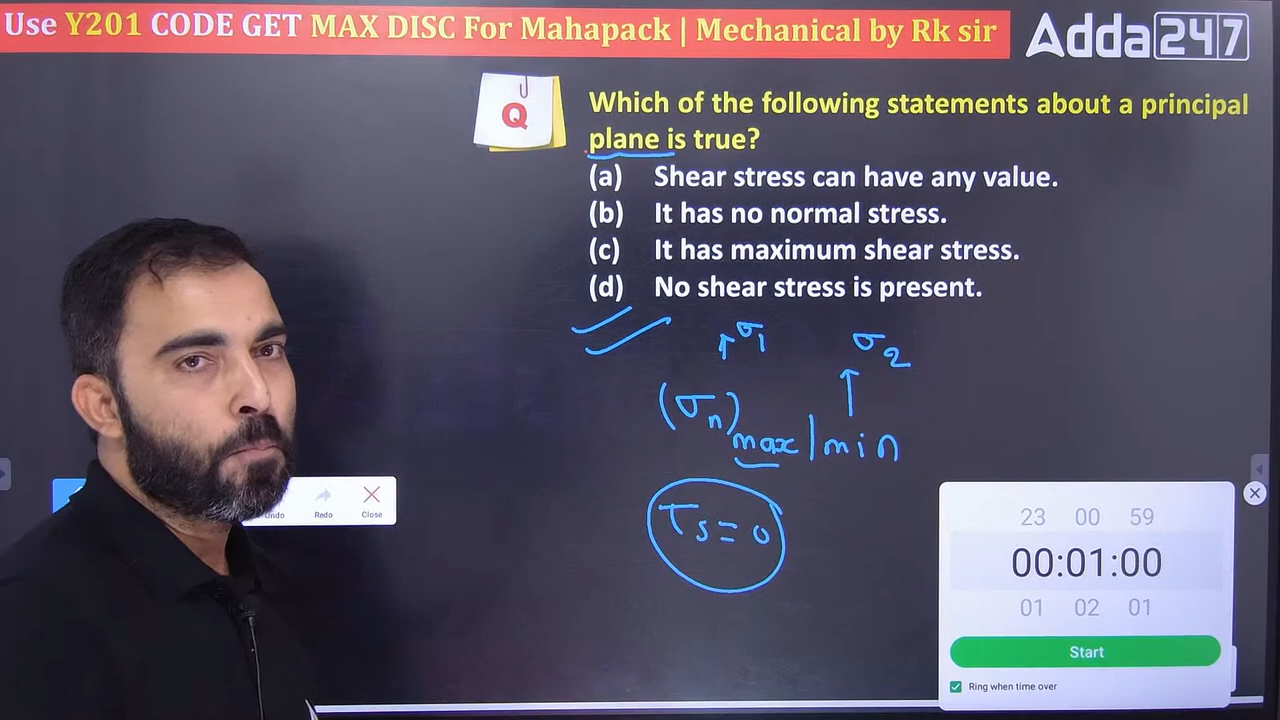 Use Y201 CODE GET MAX DISC For Mahapack | Mechanical by Rk sir
Adda247
Q
Which of the following statements about a principal
plane is true?
(a) Shear stress can have any value.
(b) It has no normal stress.
(c) It has maximum shear stress.
(d) No shear stress is present.
σ1 σ2
(σn)max/min
τs=0
Undo Redo Close
23 00 59
00:01:00
01 02 01
Start
Ring when time over